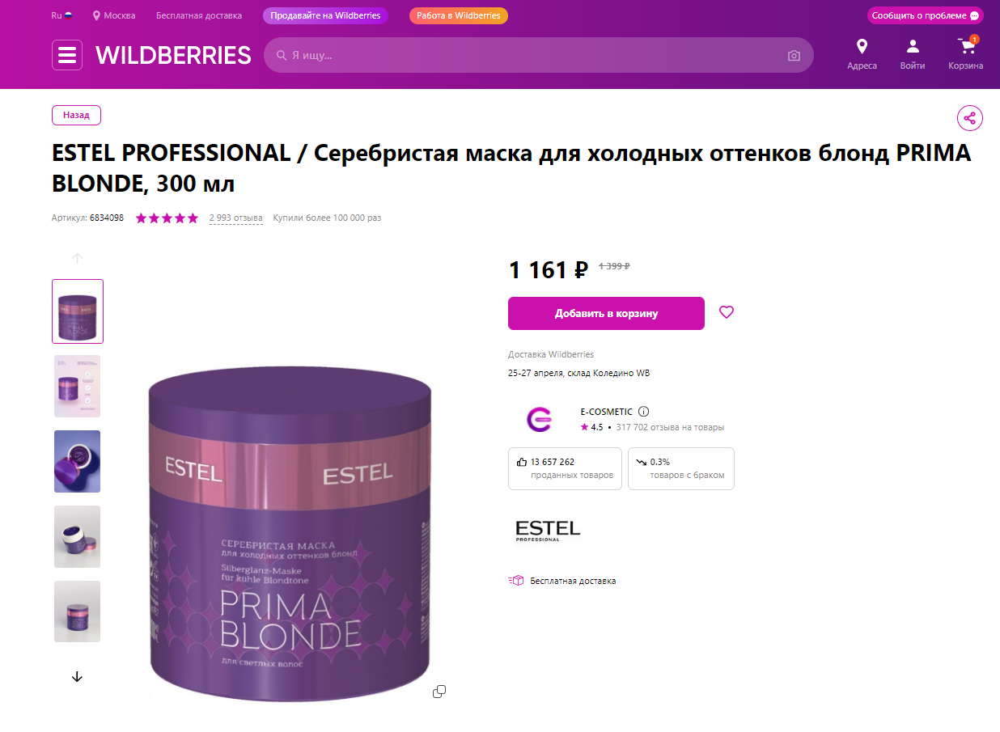 Ru
Москва
Бесплатная доставка
Продавайте на Wildberries
Работа в Wildberries
Сообщить о проблеме
WILDBERRIES
Я ищу...
Адреса
Войти
1
Корзина
Назад
ESTEL PROFESSIONAL / Серебристая маска для холодных оттенков блонд PRIMA
BLONDE, 300 мл
Артикул: 6834098
2 993 отзыва
Купили более 100 000 раз
1 161 ₽
1 399 ₽
Добавить в корзину
Доставка Wildberries
25-27 апреля, склад Коледино WB
E-COSMETIC
4.5 • 317 702 отзыва на товары
13 657 262
проданных товаров
0.3%
товаров с браком
ESTEL
PROFESSIONAL
Бесплатная доставка
ESTEL
ESTEL
СЕРЕБРИСТАЯ МАСКА
для холодных оттенков блонд
Silberglanz-Maske
für kühle Blondtöne
PRIMA
BLONDE
для светлых волос